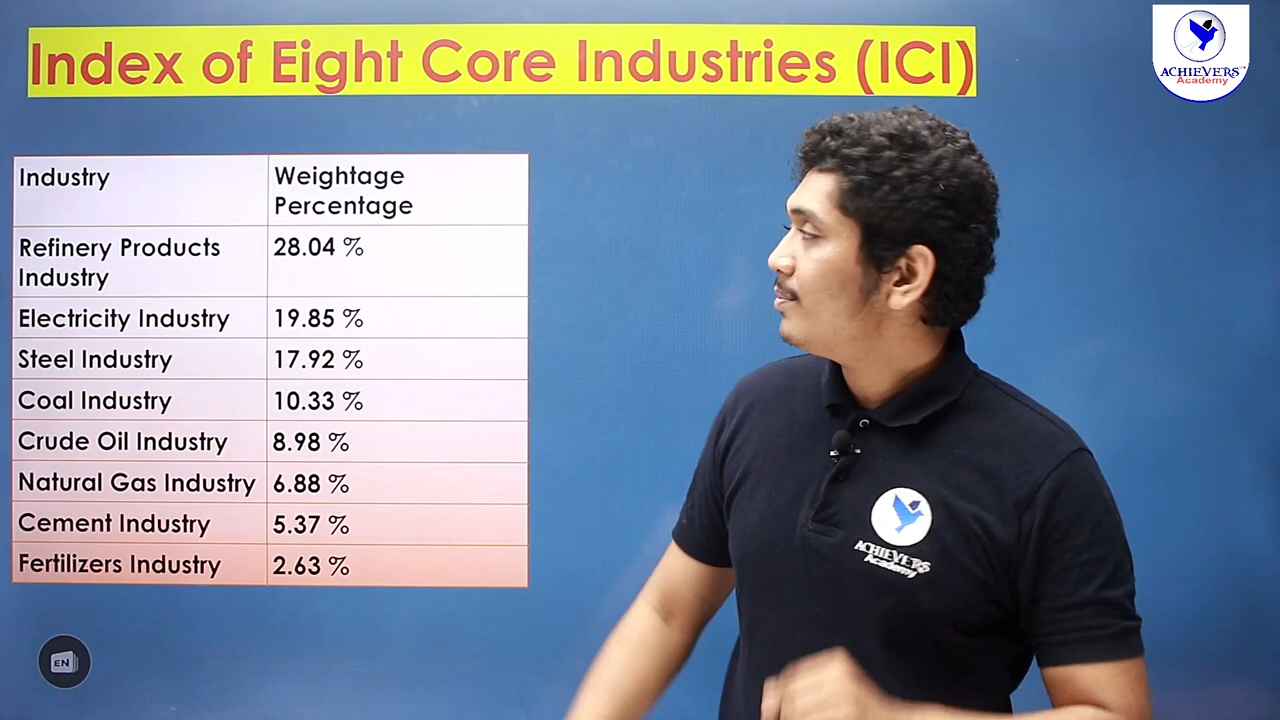 Index of Eight Core Industries (ICI)
ACHIEVERS
Academy
Industry
Weightage
Percentage
Refinery Products
Industry
28.04 %
Electricity Industry
19.85 %
Steel Industry
17.92 %
Coal Industry
10.33 %
Crude Oil Industry
8.98 %
Natural Gas Industry
6.88 %
Cement Industry
5.37 %
Fertilizers Industry
2.63 %
ACHIEVERS
Academy
EN